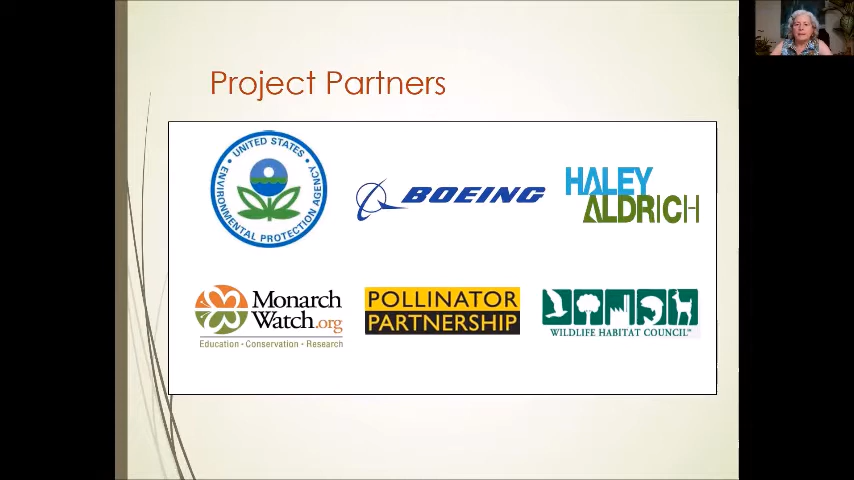 Project Partners
UNITED STATES
ENVIRONMENTAL PROTECTION AGENCY
BOEING
HALEY
ALDRICH
Monarch
Watch.org
Education • Conservation • Research
POLLINATOR
PARTNERSHIP
WILDLIFE HABITAT COUNCIL™